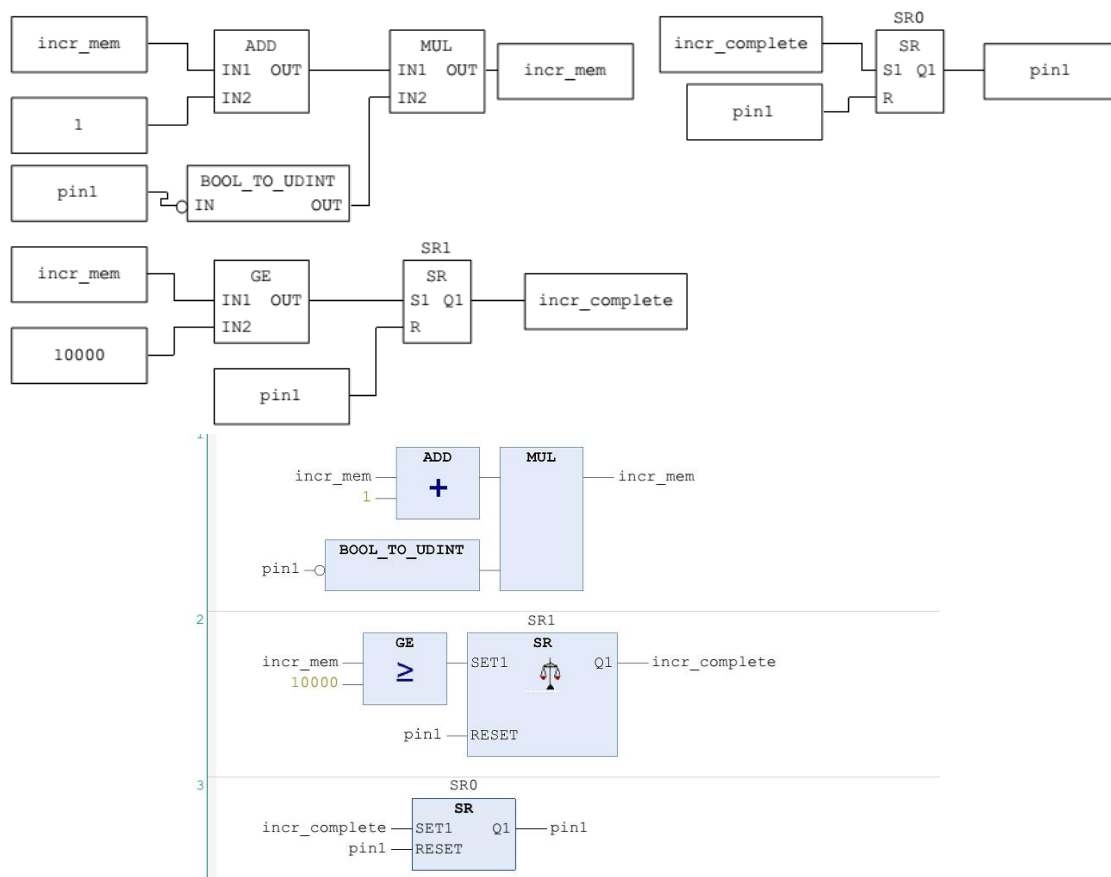 SR0
ADD MUL SR
incr_mem IN1 OUT IN1 OUT incr_mem incr_complete S1 Q1 pin1
1 IN2 IN2 pin1 R
pin1 BOOL_TO_UDINT
IN OUT
SR1
incr_mem GE SR
IN1 OUT S1 Q1 incr_complete
10000 IN2 R
pin1
1
ADD MUL
incr_mem + incr_mem
1
BOOL_TO_UDINT
pin1
2
SR1
GE SR
incr_mem ≥ SET1 Q1 incr_complete
10000
pin1 RESET
3
SR0
SR
incr_complete SET1 Q1 pin1
pin1 RESET